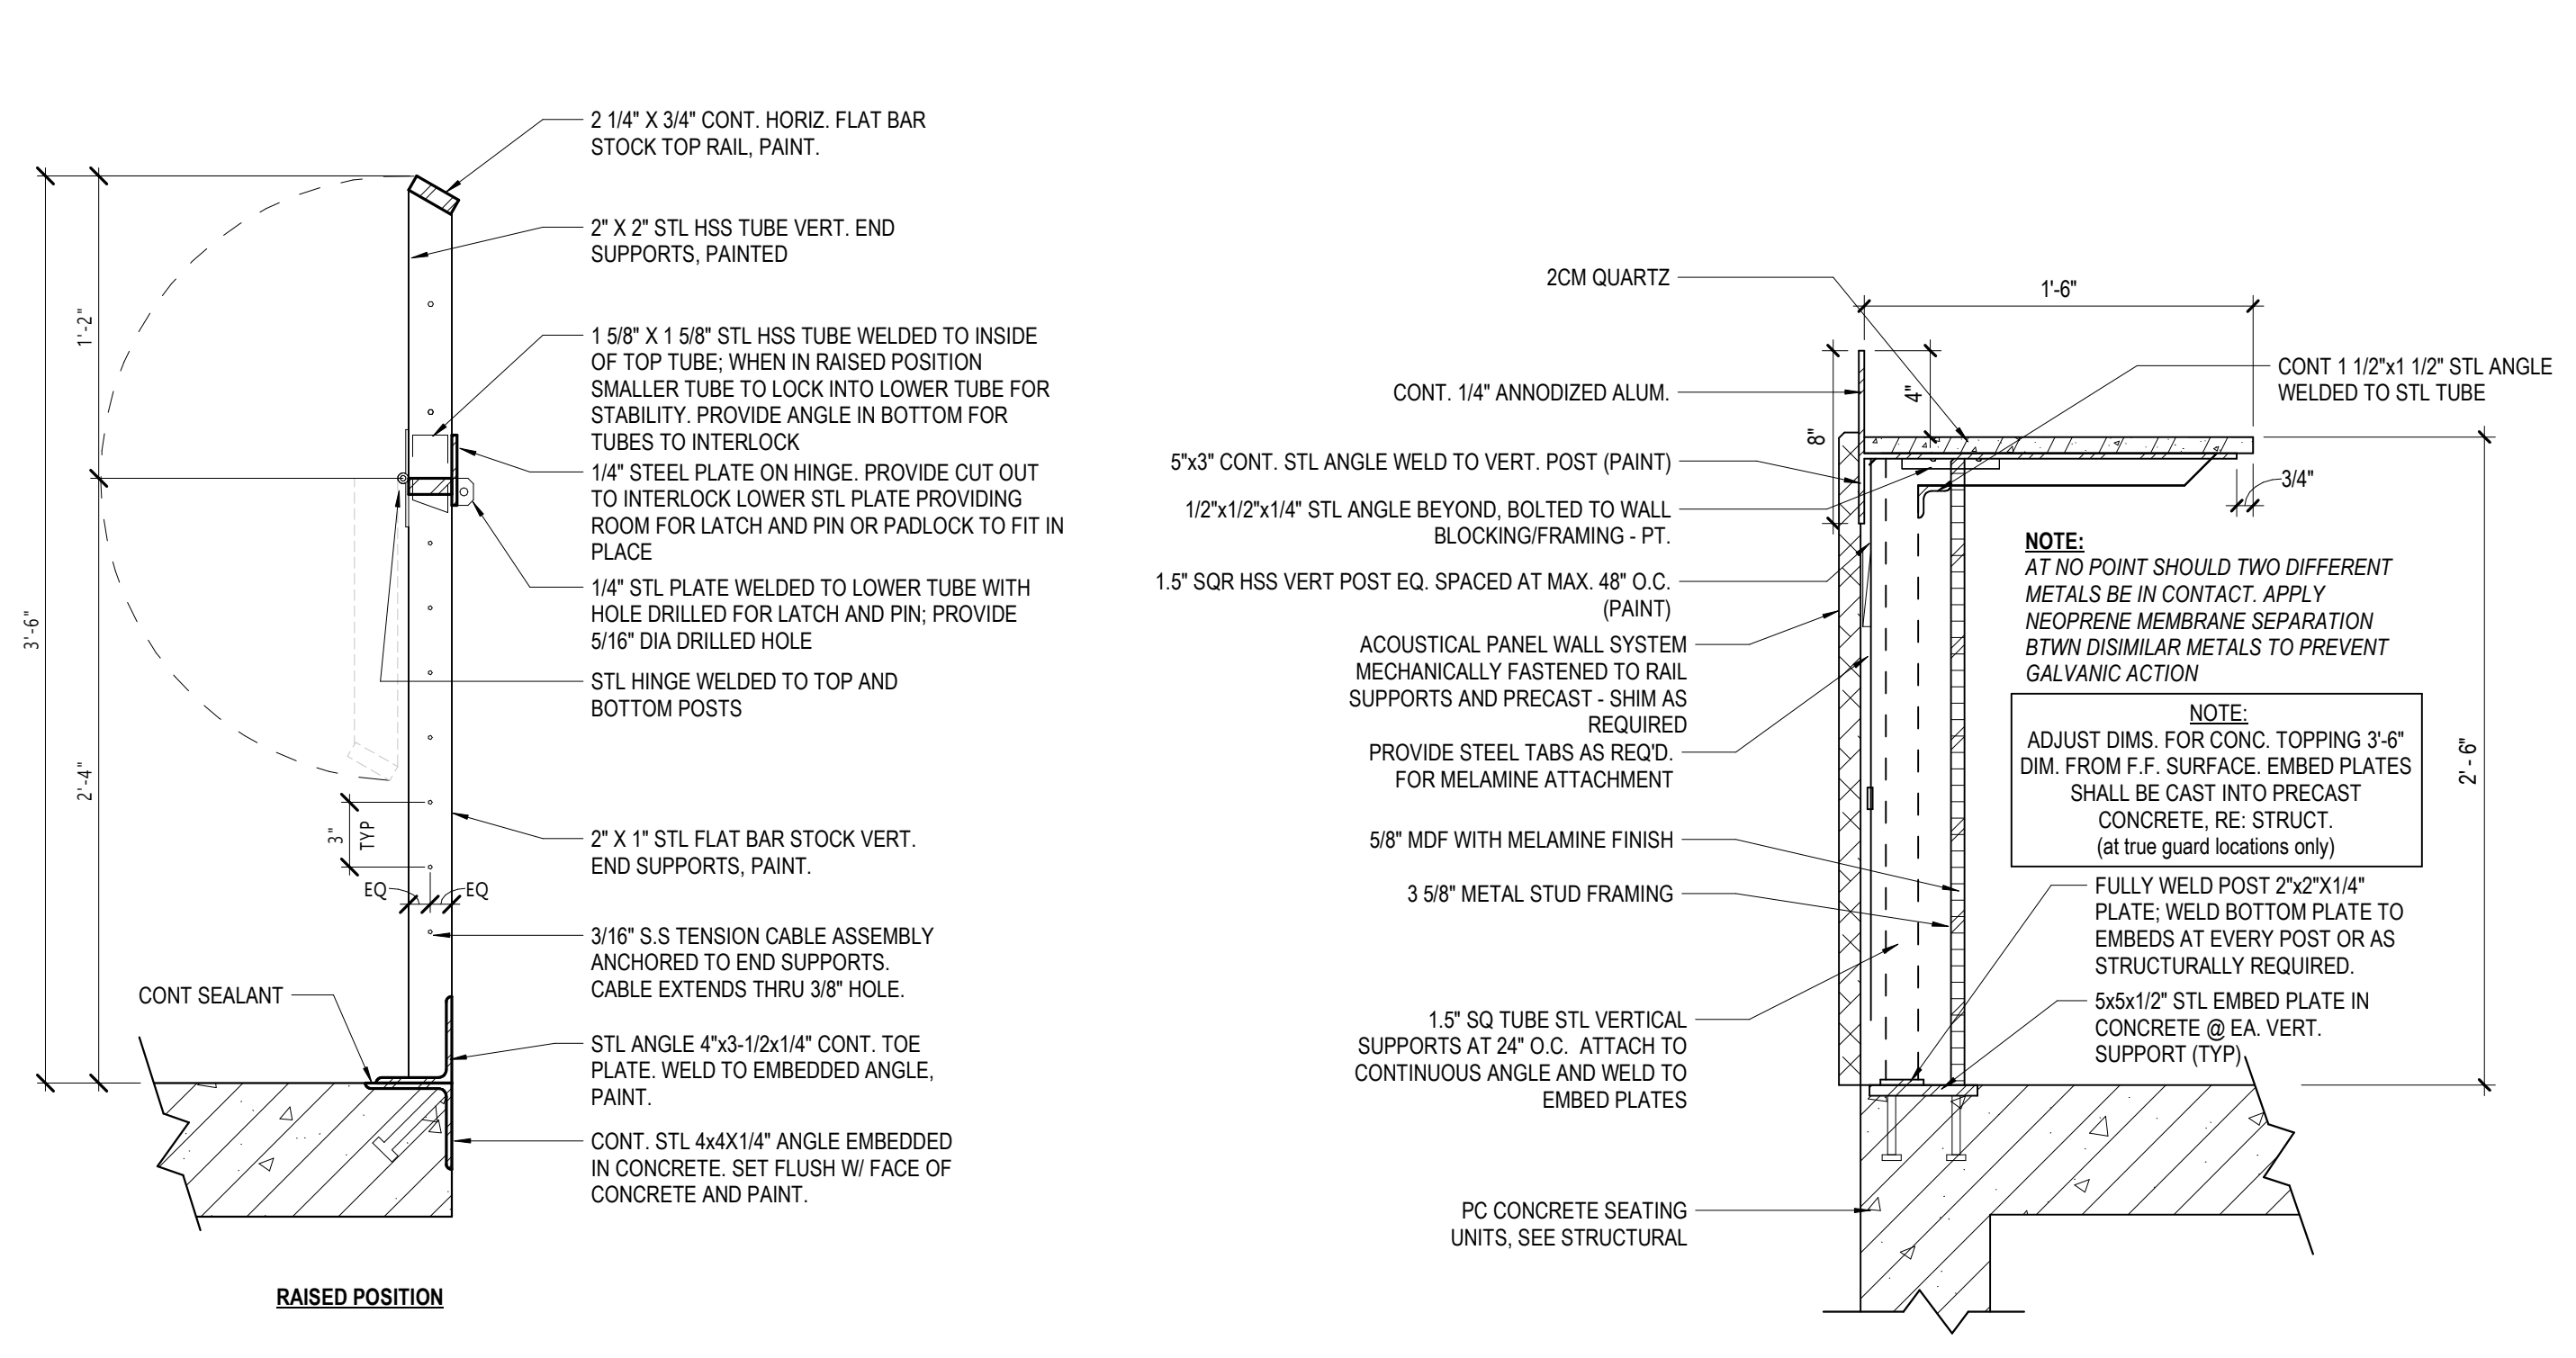 2 1/4" X 3/4" CONT. HORIZ. FLAT BAR
STOCK TOP RAIL, PAINT.
2" X 2" STL HSS TUBE VERT. END
SUPPORTS, PAINTED
1 5/8" X 1 5/8" STL HSS TUBE WELDED TO INSIDE
OF TOP TUBE; WHEN IN RAISED POSITION
SMALLER TUBE TO LOCK INTO LOWER TUBE FOR
STABILITY. PROVIDE ANGLE IN BOTTOM FOR
TUBES TO INTERLOCK
1/4" STEEL PLATE ON HINGE. PROVIDE CUT OUT
TO INTERLOCK LOWER STL PLATE PROVIDING
ROOM FOR LATCH AND PIN OR PADLOCK TO FIT IN
PLACE
1/4" STL PLATE WELDED TO LOWER TUBE WITH
HOLE DRILLED FOR LATCH AND PIN; PROVIDE
5/16" DIA DRILLED HOLE
STL HINGE WELDED TO TOP AND
BOTTOM POSTS
2" X 1" STL FLAT BAR STOCK VERT.
END SUPPORTS, PAINT.
3/16" S.S TENSION CABLE ASSEMBLY
ANCHORED TO END SUPPORTS.
CABLE EXTENDS THRU 3/8" HOLE.
STL ANGLE 4"x3-1/2x1/4" CONT. TOE
PLATE. WELD TO EMBEDDED ANGLE,
PAINT.
CONT. STL 4x4X1/4" ANGLE EMBEDDED
IN CONCRETE. SET FLUSH W/ FACE OF
CONCRETE AND PAINT.
3'-6"
1'-2"
2'-4"
3"
TYP
EQ
EQ
CONT SEALANT
RAISED POSITION
2CM QUARTZ
CONT. 1/4" ANNODIZED ALUM.
5"x3" CONT. STL ANGLE WELD TO VERT. POST (PAINT)
1/2"x1/2"x1/4" STL ANGLE BEYOND, BOLTED TO WALL
BLOCKING/FRAMING - PT.
1.5" SQR HSS VERT POST EQ. SPACED AT MAX. 48" O.C.
(PAINT)
ACOUSTICAL PANEL WALL SYSTEM
MECHANICALLY FASTENED TO RAIL
SUPPORTS AND PRECAST - SHIM AS
REQUIRED
PROVIDE STEEL TABS AS REQ'D.
FOR MELAMINE ATTACHMENT
5/8" MDF WITH MELAMINE FINISH
3 5/8" METAL STUD FRAMING
1.5" SQ TUBE STL VERTICAL
SUPPORTS AT 24" O.C. ATTACH TO
CONTINUOUS ANGLE AND WELD TO
EMBED PLATES
PC CONCRETE SEATING
UNITS, SEE STRUCTURAL
1'-6"
8"
4"
3/4"
2' - 6"
CONT 1 1/2"x1 1/2" STL ANGLE
WELDED TO STL TUBE
NOTE:
AT NO POINT SHOULD TWO DIFFERENT
METALS BE IN CONTACT. APPLY
NEOPRENE MEMBRANE SEPARATION
BTWN DISIMILAR METALS TO PREVENT
GALVANIC ACTION
NOTE:
ADJUST DIMS. FOR CONC. TOPPING 3'-6"
DIM. FROM F.F. SURFACE. EMBED PLATES
SHALL BE CAST INTO PRECAST
CONCRETE, RE: STRUCT.
(at true guard locations only)
FULLY WELD POST 2"x2"X1/4"
PLATE; WELD BOTTOM PLATE TO
EMBEDS AT EVERY POST OR AS
STRUCTURALLY REQUIRED.
5x5x1/2" STL EMBED PLATE IN
CONCRETE @ EA. VERT.
SUPPORT (TYP)